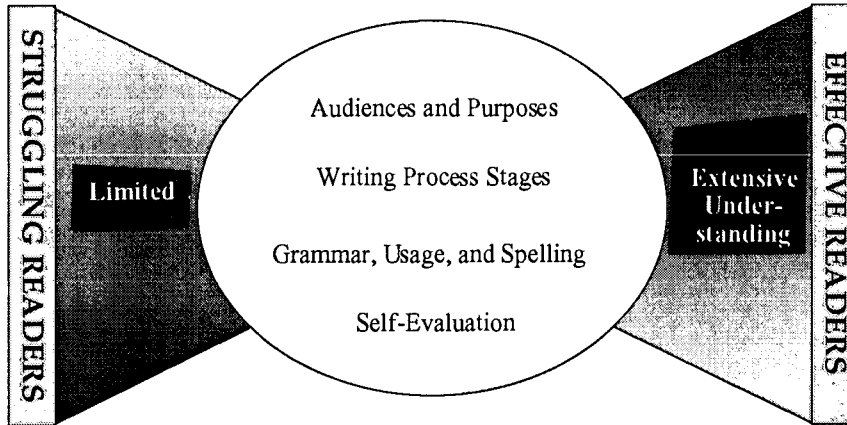 STRUGGLING READERS
Limited
Audiences and Purposes
Writing Process Stages
Grammar, Usage, and Spelling
Self-Evaluation
Extensive
Under-
standing
EFFECTIVE READERS